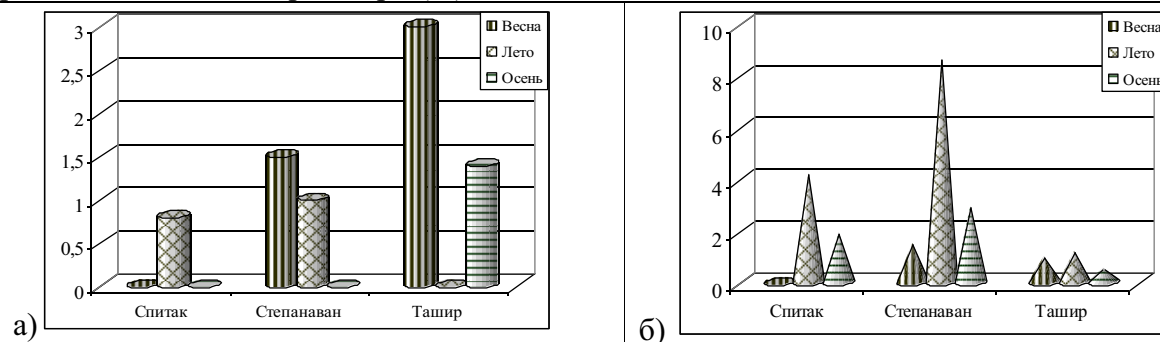 3
2,5
2
1,5
1
0,5
0
Спитак Степанаван Ташир
Весна
Лето
Осень
а)
10
8
6
4
2
0
Спитак Степанаван Ташир
Весна
Лето
Осень
б)